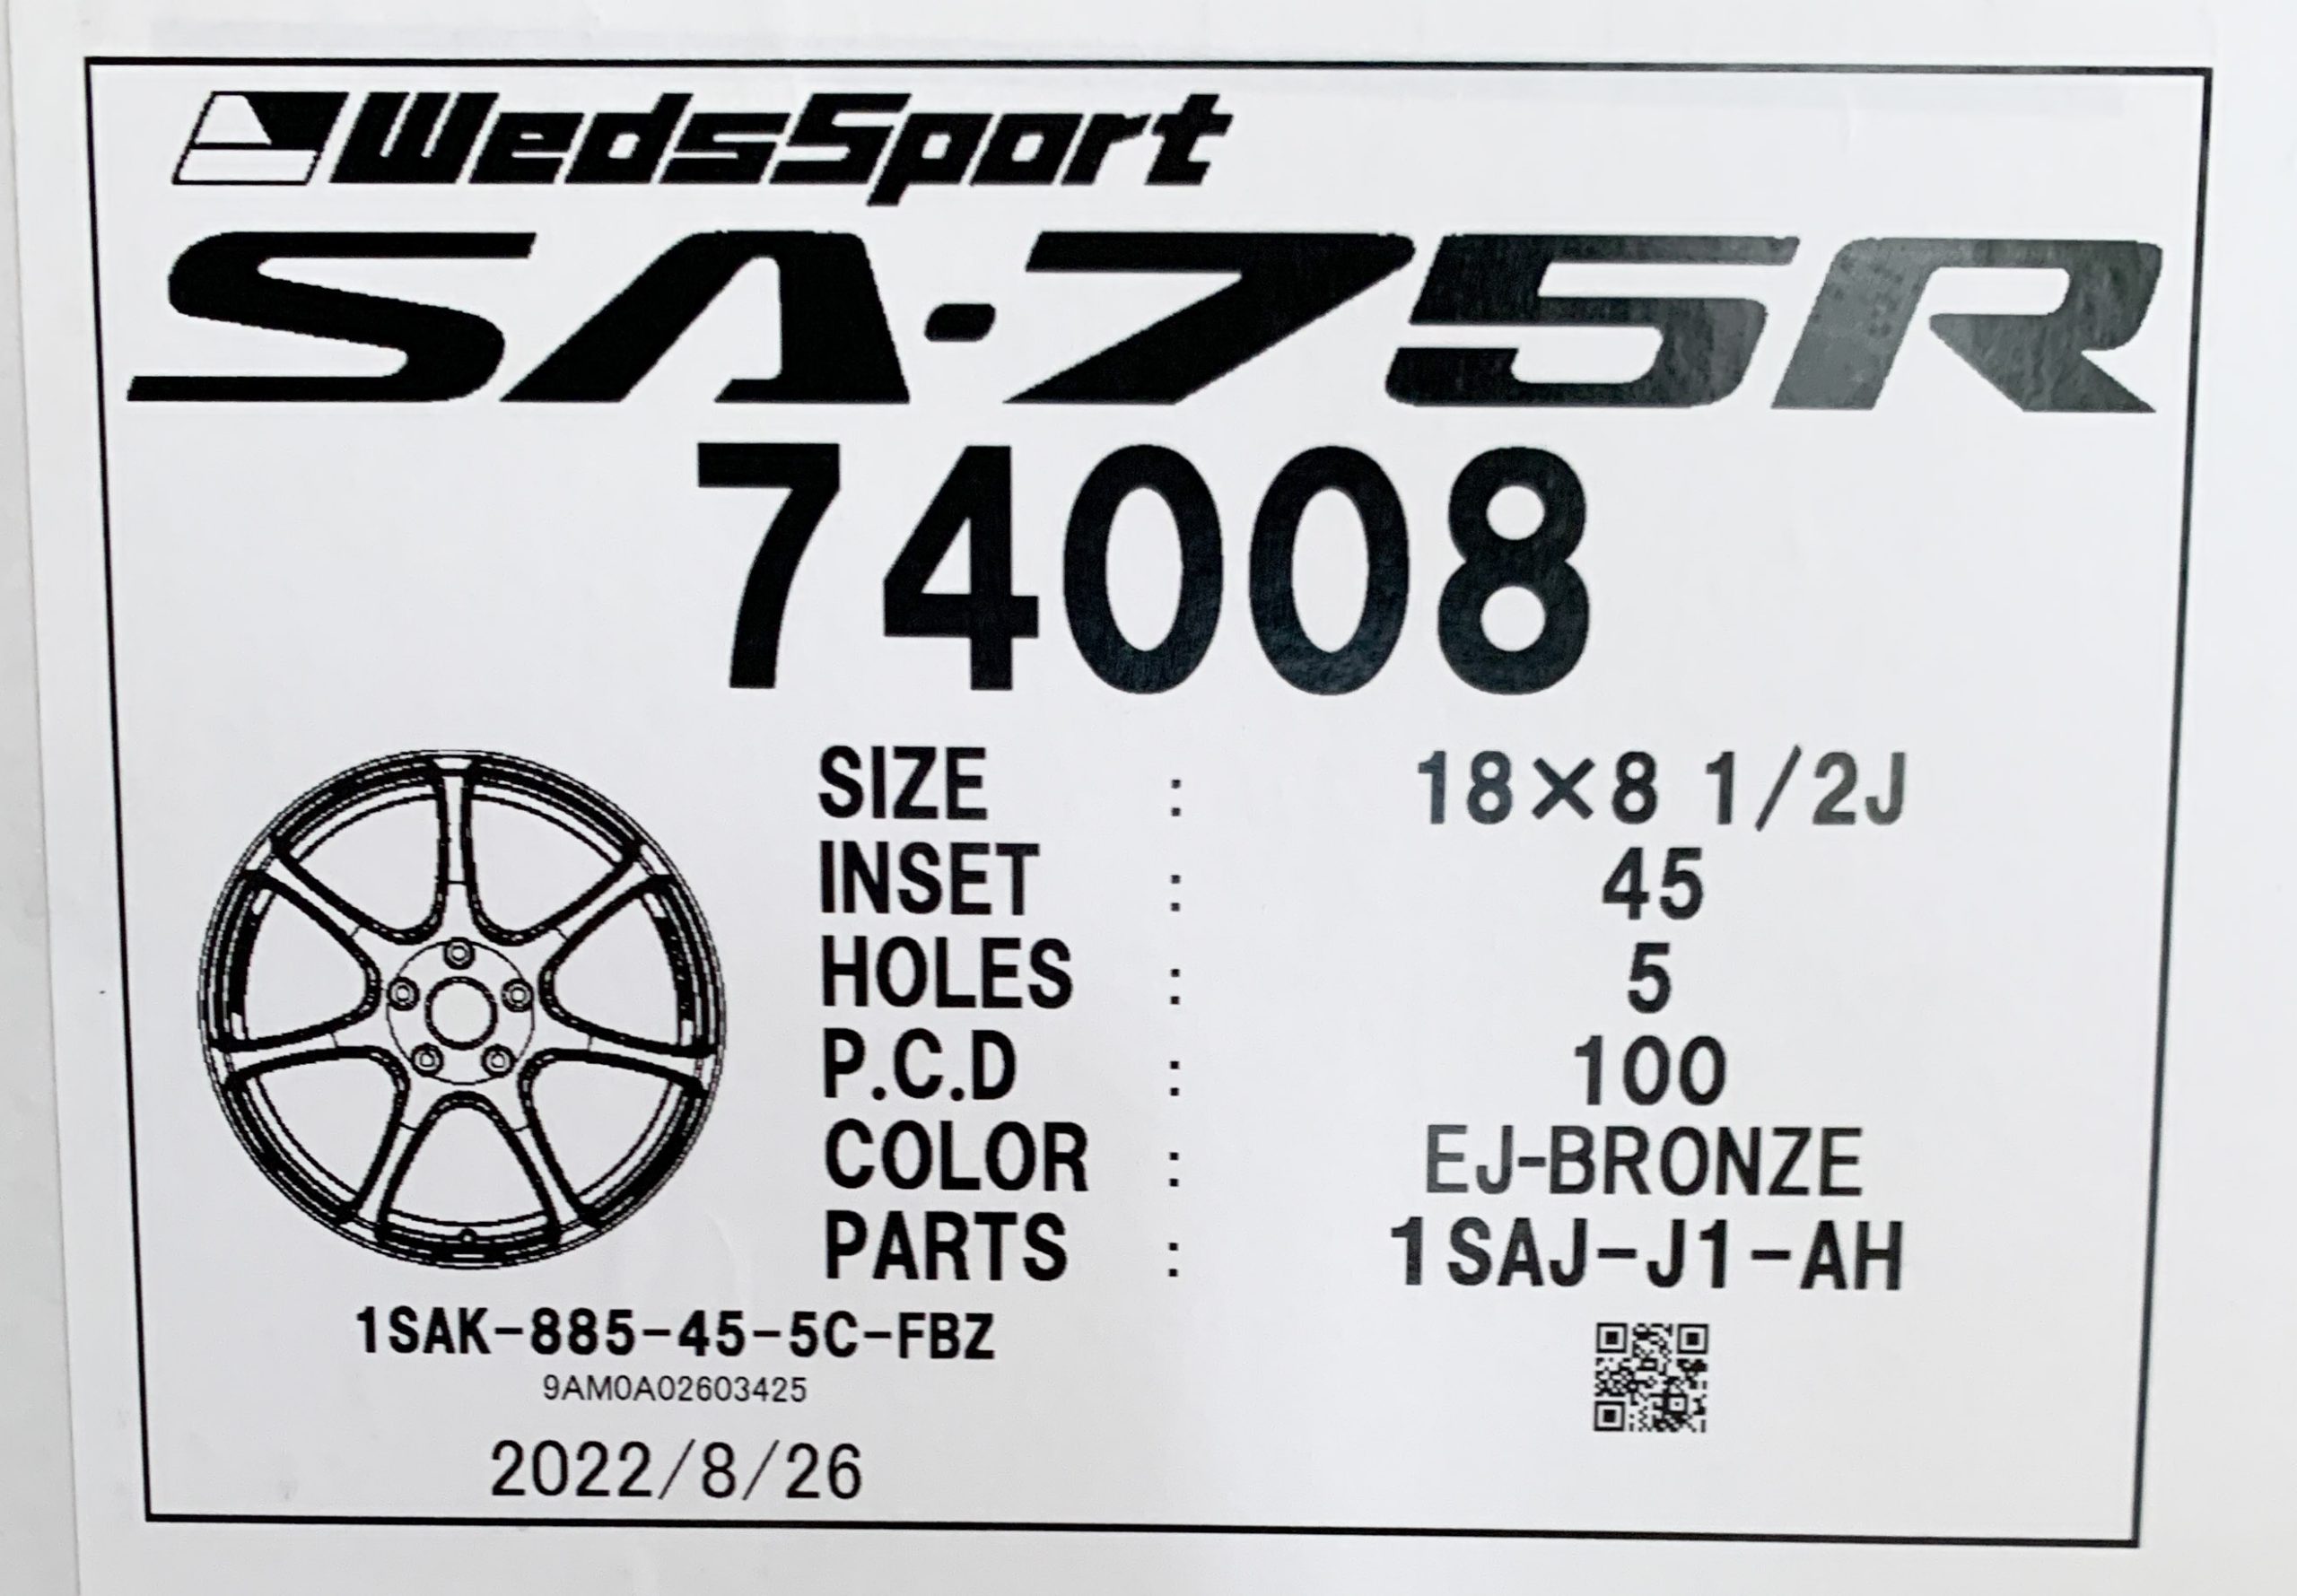 WedsSport
SA-75R
74008
SIZE : 18×8 1/2J
INSET : 45
HOLES : 5
P.C.D : 100
COLOR : EJ-BRONZE
PARTS : 1SAJ-J1-AH
1SAK-885-45-5C-FBZ
9AM0A02603425
2022/8/26